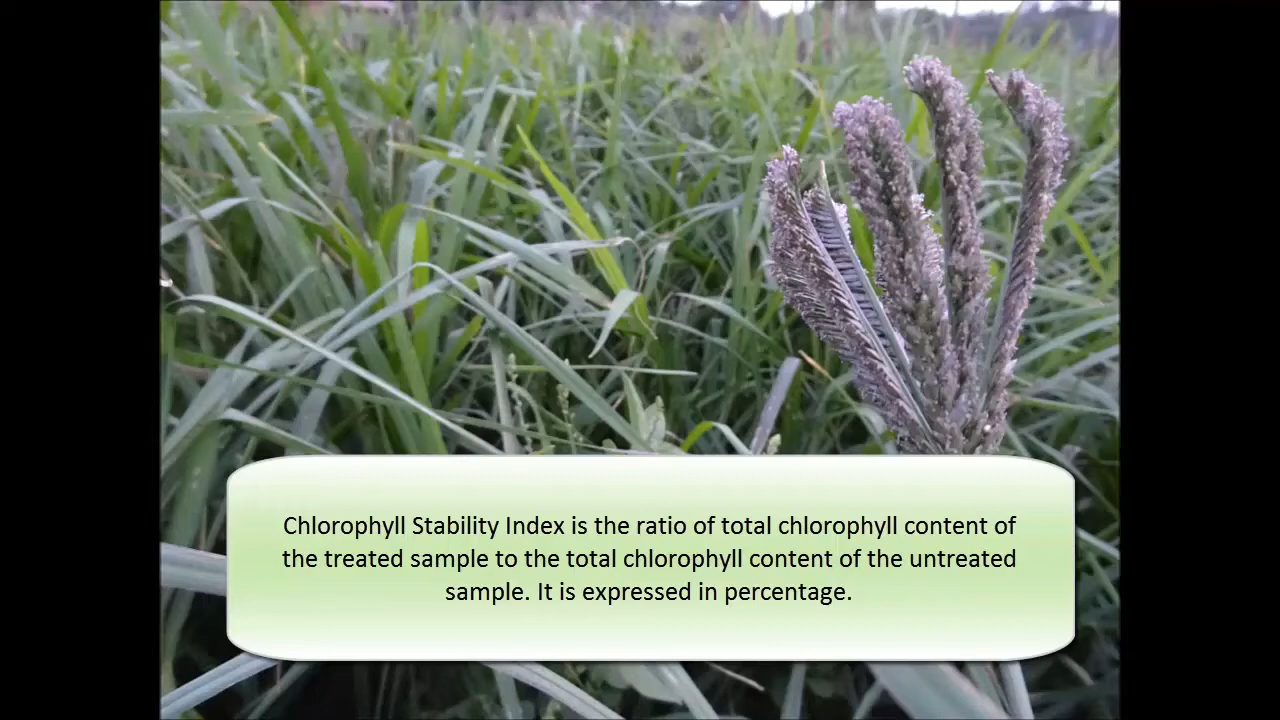 Chlorophyll Stability Index is the ratio of total chlorophyll content of
the treated sample to the total chlorophyll content of the untreated
sample. It is expressed in percentage.